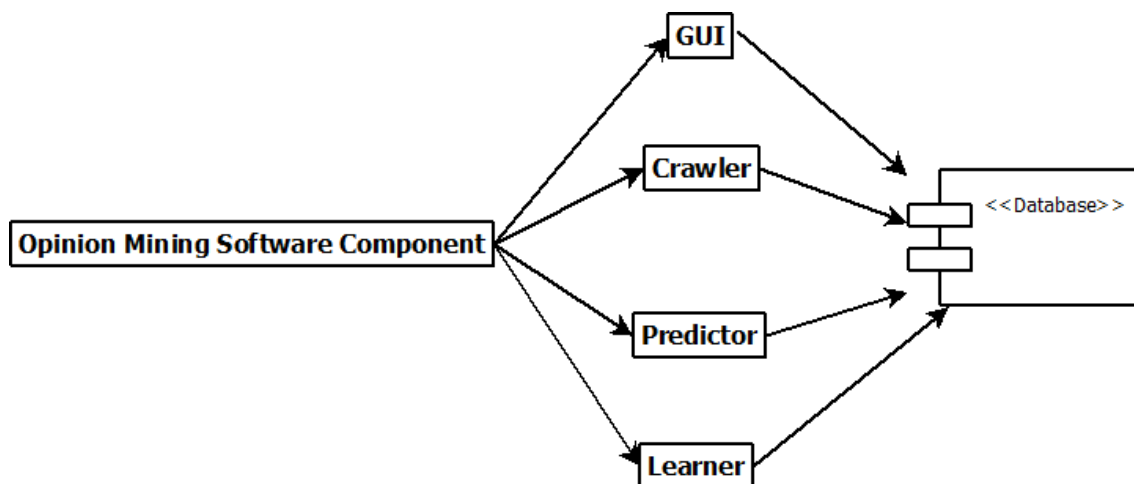 GUI
Crawler
<<Database>>
Opinion Mining Software Component
Predictor
Learner